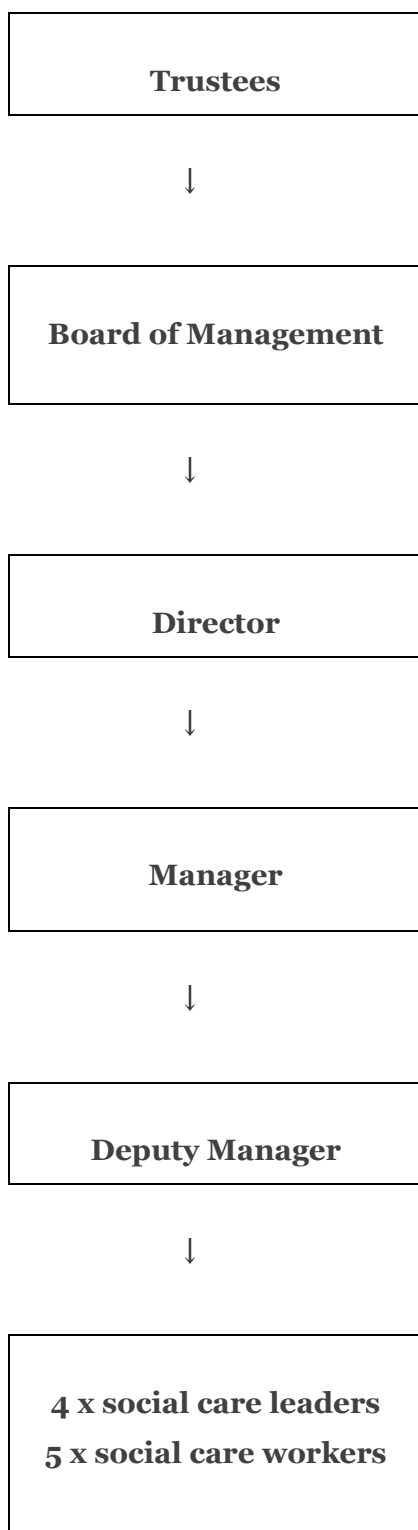 Trustees
↓
Board of Management
↓
Director
↓
Manager
↓
Deputy Manager
↓
4 x social care leaders
5 x social care workers